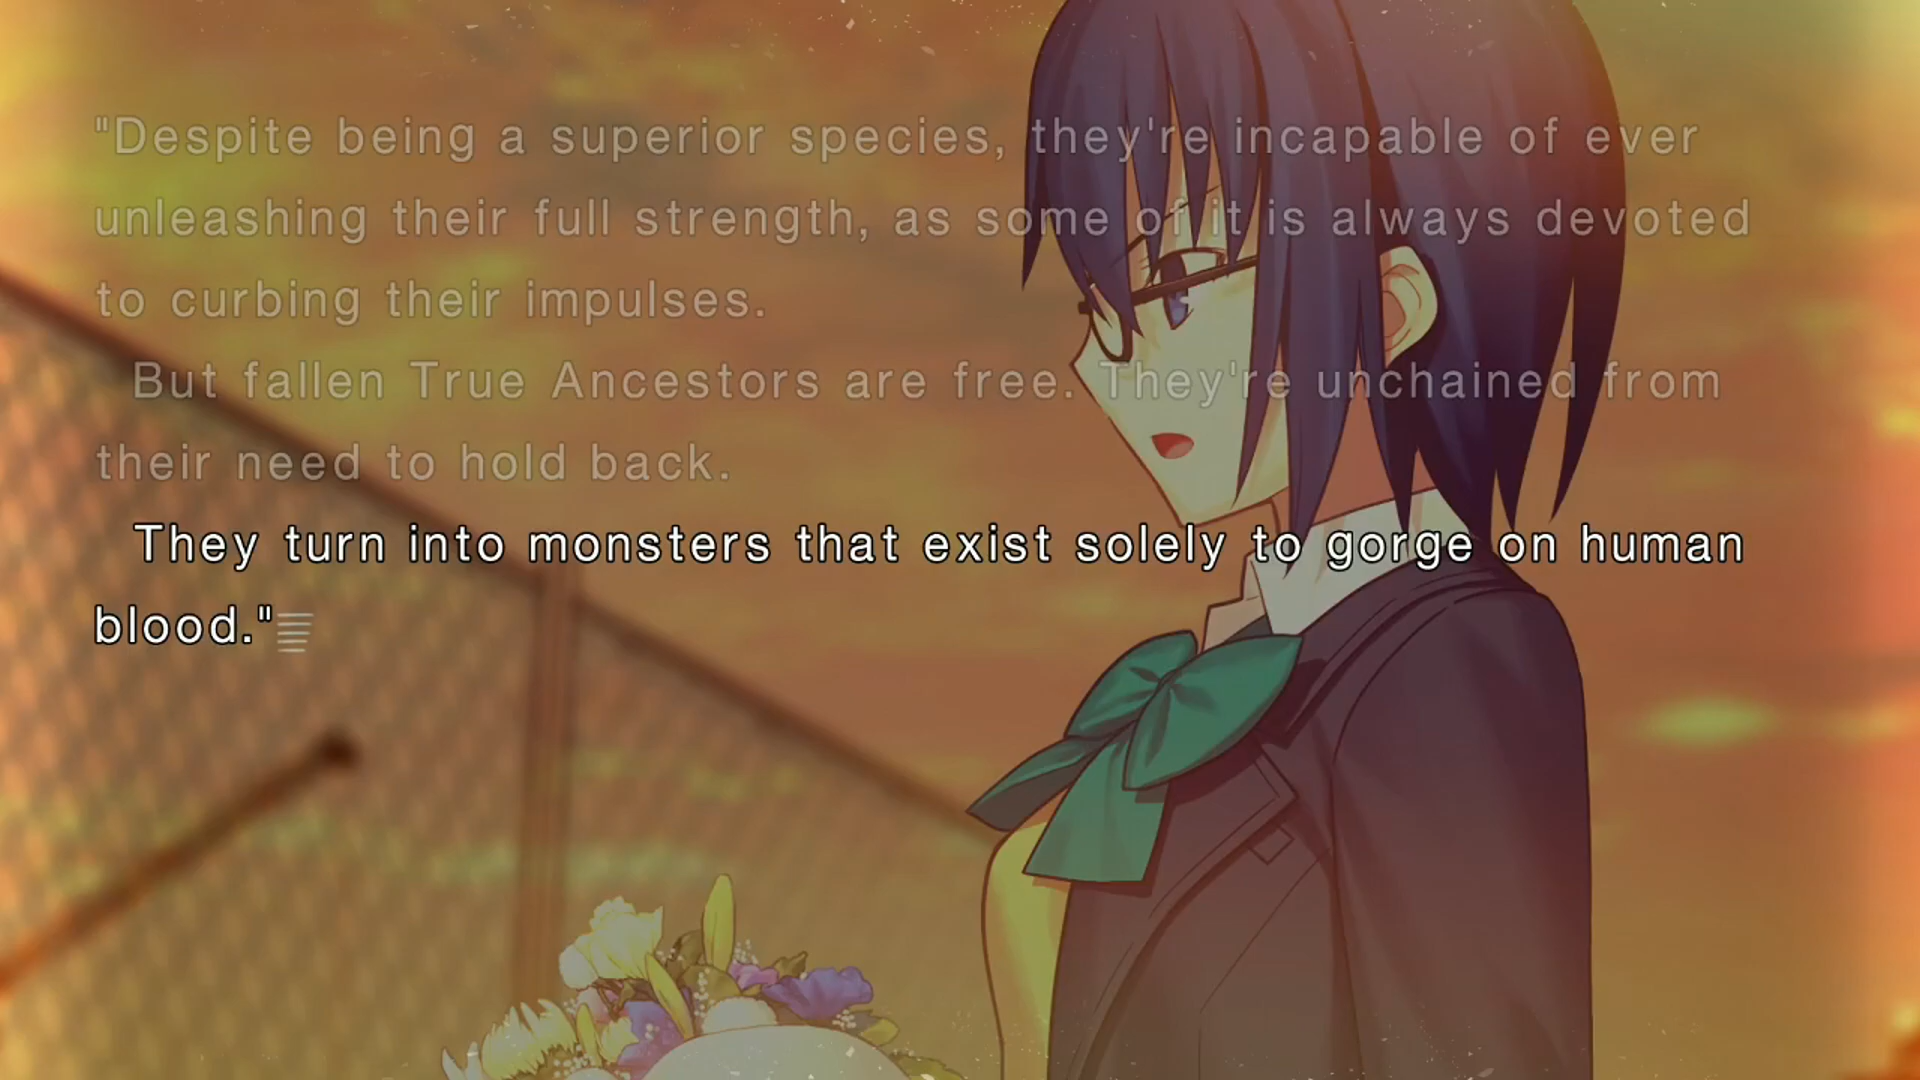 "Despite being a superior species, they're incapable of ever
unleashing their full strength, as some of it is always devoted
to curbing their impulses.
But fallen True Ancestors are free. They're unchained from
their need to hold back.
They turn into monsters that exist solely to gorge on human
blood."